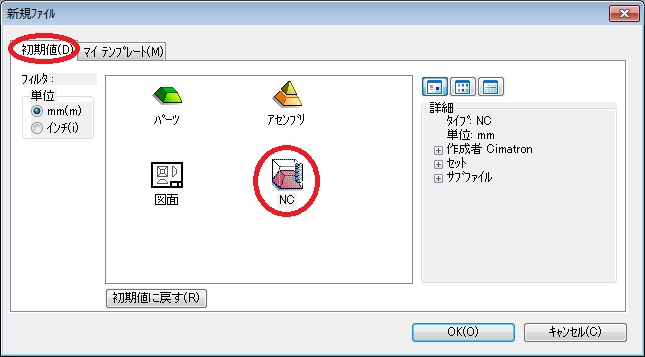 新規ファイル
初期値(D)
マイ テンプレート(M)
フィルタ:
単位
mm(m)
インチ(i)
パーツ
アセンブリ
図面
NC
初期値に戻す(R)
詳細
タイプ: NC
単位: mm
作成者 Cimatron
セット
サブファイル
OK(O)
キャンセル(C)